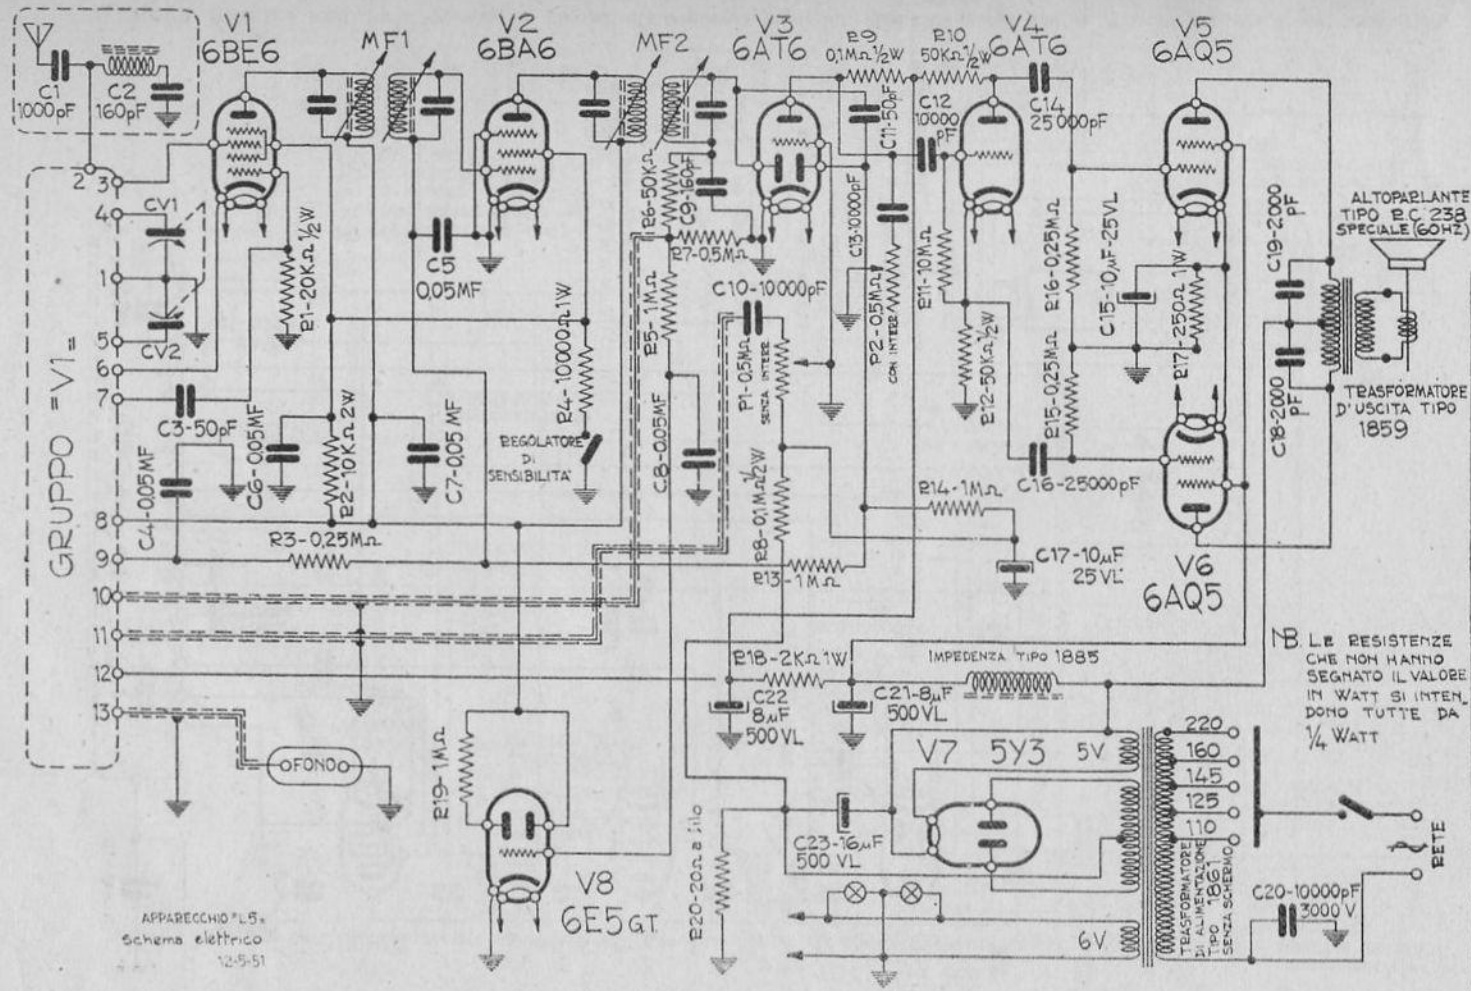 V1
6BE6
MF1
V2
6BA6
MF2
V3
6AT6
R9
0,1MΩ ½W
R10
50KΩ ½W
V4
6AT6
V5
6AQ5
C1
1000pF
C2
160pF
C11-50pF
C12
10000
pF
C14
25000pF
GRUPPO "V1"
2
3
4
1
5
6
7
8
9
10
11
12
13
CV1
CV2
R1-20KΩ ½W
C5
0,05MF
R6-50KΩ
C9-160pF
R7-0,5MΩ
R5-1MΩ
C10-10000pF
C13-10000pF
P2-0,5MΩ
CON INTERR
R11-10MΩ
R12-50KΩ ½W
R16-0,25MΩ
R15-0,25MΩ
C15-10µF-25VL
R17-250Ω 1W
C19-2000
PF
C18-2000
PF
ALTOPARLANTE
TIPO R.C. 238
SPECIALE (60HZ)
TRASFORMATORE
D'USCITA TIPO
1859
C3-50pF
C4-0,05MF
C6-0,05MF
R2-10KΩ 2W
C7-0,05MF
R4-1000Ω 1W
REGOLATORE
DI
SENSIBILITA'
C8-0,05MF
P1-0,5MΩ
SENZA INTERR
R8-0,1MΩ ½W
R14-1MΩ
C16-25000pF
C17-10µF
25VL
V6
6AQ5
R3-0,25MΩ
R13-1MΩ
R18-2KΩ 1W
IMPEDENZA TIPO 1885
C22
8µF
500VL
C21-8µF
500VL
NB. LE RESISTENZE
CHE NON HANNO
SEGNATO IL VALORE
IN WATT SI INTEN_
DONO TUTTE DA
¼ WATT
FONO
R19-1MΩ
V8
6E5GT
R20-20Ω a filo
C23-16µF
500 VL
V7 5Y3
5V
6V
220
160
145
125
110
TRASFORMATORE
DI ALIMENTAZIONE
TIPO 1861
SENZA SCHERMO
RETE
C20-10000pF
3000V
APPARECCHIO "L5"
Schema elettrico
12-5-51